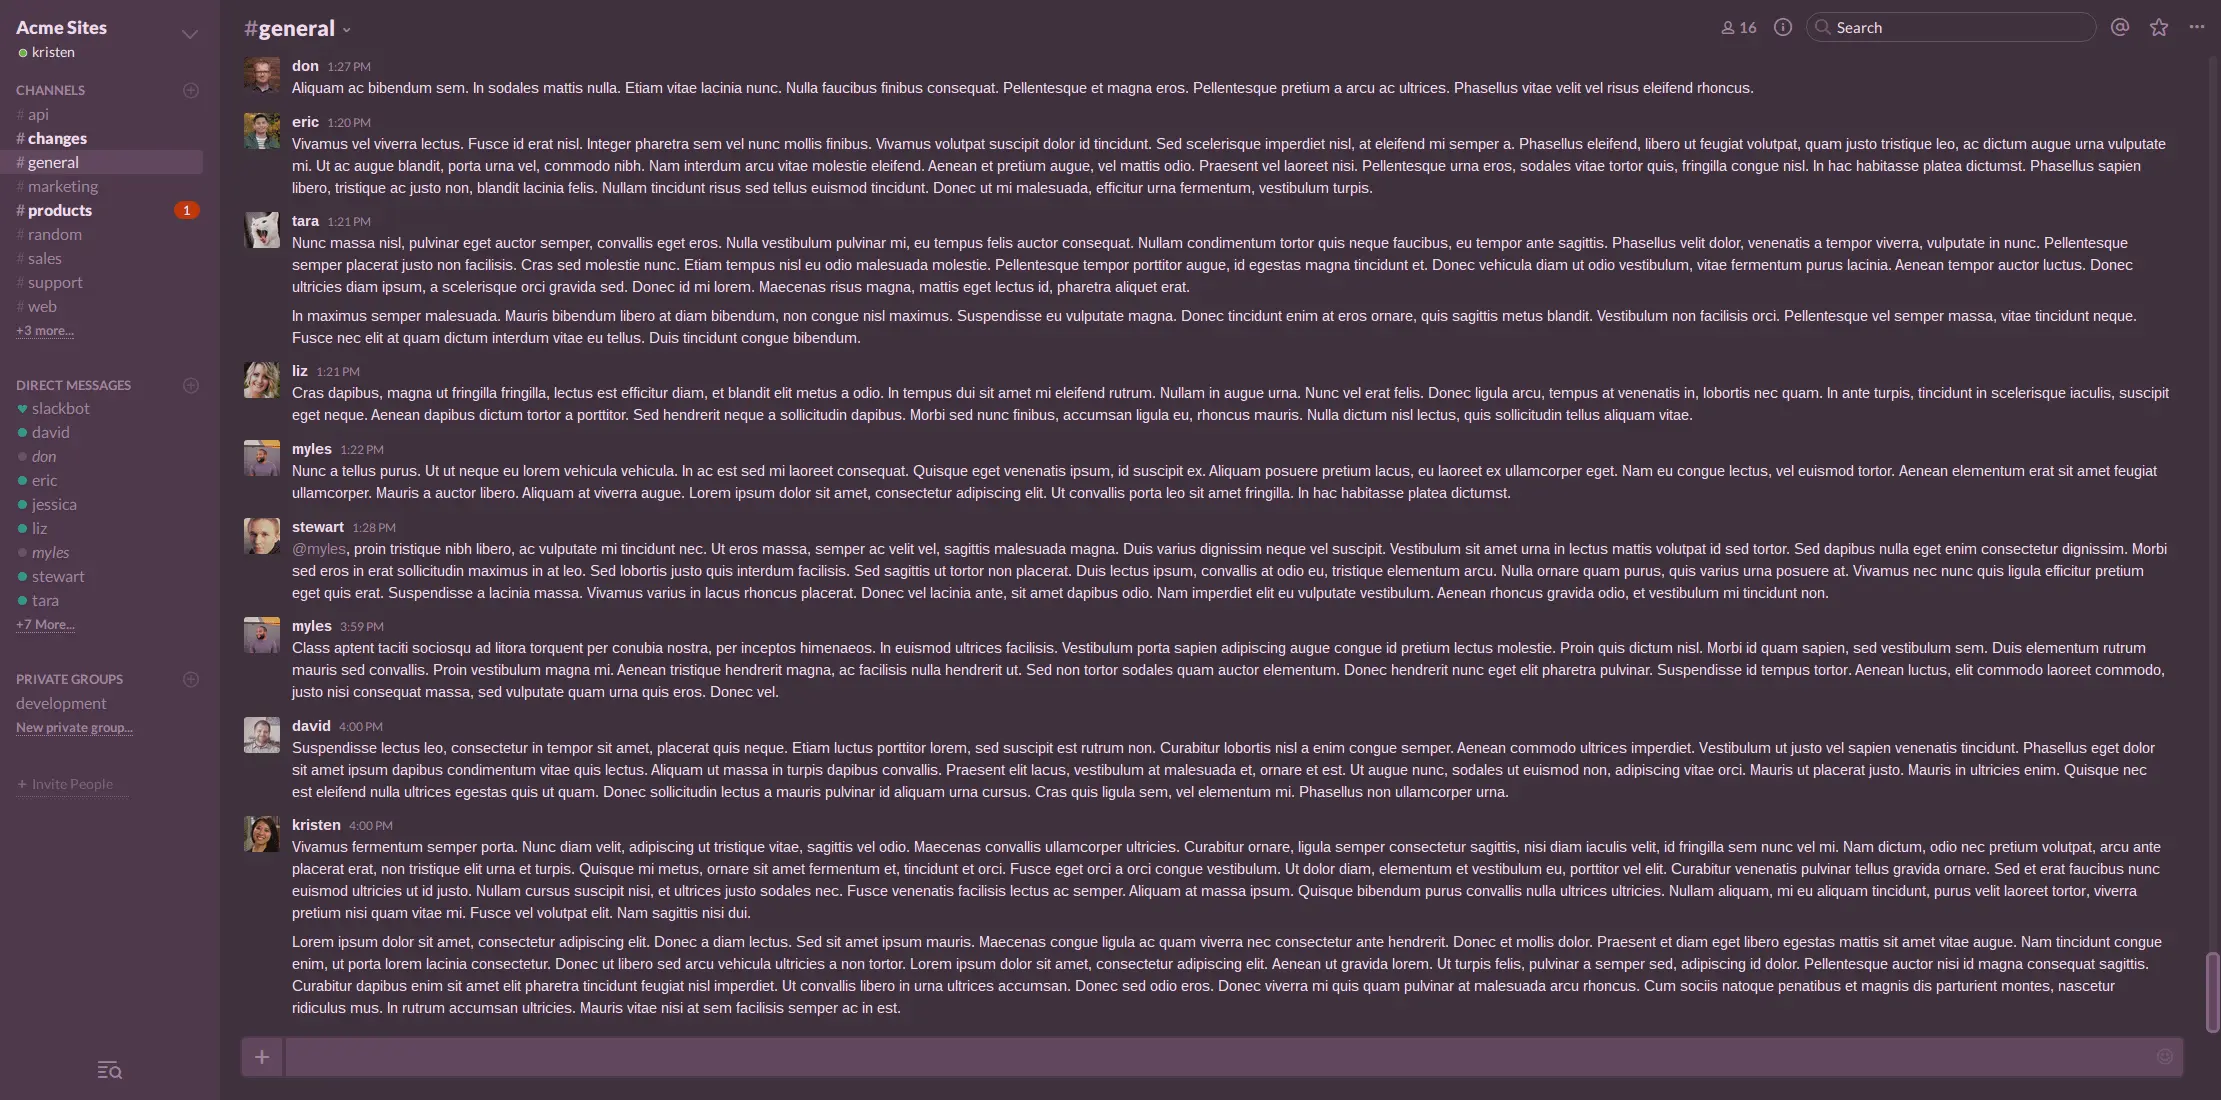 Acme Sites
kristen
CHANNELS
# api
# changes
# general
# marketing
# products 1
# random
# sales
# support
# web
+3 more...
DIRECT MESSAGES
slackbot
david
don
eric
jessica
liz
myles
stewart
tara
+7 More...
PRIVATE GROUPS
development
New private group...
+ Invite People
#general
16
Search
don 1:27 PM
Aliquam ac bibendum sem. In sodales mattis nulla. Etiam vitae lacinia nunc. Nulla faucibus finibus consequat. Pellentesque et magna eros. Pellentesque pretium a arcu ac ultrices. Phasellus vitae velit vel risus eleifend rhoncus.
eric 1:20 PM
Vivamus vel viverra lectus. Fusce id erat nisl. Integer pharetra sem vel nunc mollis finibus. Vivamus volutpat suscipit dolor id tincidunt. Sed scelerisque imperdiet nisl, at eleifend mi semper a. Phasellus eleifend, libero ut feugiat volutpat, quam justo tristique leo, ac dictum augue urna vulputate
mi. Ut ac augue blandit, porta urna vel, commodo nibh. Nam interdum arcu vitae molestie eleifend. Aenean et pretium augue, vel mattis odio. Praesent vel laoreet nisi. Pellentesque urna eros, sodales vitae tortor quis, fringilla congue nisl. In hac habitasse platea dictumst. Phasellus sapien
libero, tristique ac justo non, blandit lacinia felis. Nullam tincidunt risus sed tellus euismod tincidunt. Donec ut mi malesuada, efficitur urna fermentum, vestibulum turpis.
tara 1:21 PM
Nunc massa nisl, pulvinar eget auctor semper, convallis eget eros. Nulla vestibulum pulvinar mi, eu tempus felis auctor consequat. Nullam condimentum tortor quis neque faucibus, eu tempor ante sagittis. Phasellus velit dolor, venenatis a tempor viverra, vulputate in nunc. Pellentesque
semper placerat justo non facilisis. Cras sed molestie nunc. Etiam tempus nisl eu odio malesuada molestie. Pellentesque tempor porttitor augue, id egestas magna tincidunt et. Donec vehicula diam ut odio vestibulum, vitae fermentum purus lacinia. Aenean tempor auctor luctus. Donec
ultricies diam ipsum, a scelerisque orci gravida sed. Donec id mi lorem. Maecenas risus magna, mattis eget lectus id, pharetra aliquet erat.
In maximus semper malesuada. Mauris bibendum libero at diam bibendum, non congue nisl maximus. Suspendisse eu vulputate magna. Donec tincidunt enim at eros ornare, quis sagittis metus blandit. Vestibulum non facilisis orci. Pellentesque vel semper massa, vitae tincidunt neque.
Fusce nec elit at quam dictum interdum vitae eu tellus. Duis tincidunt congue bibendum.
liz 1:21 PM
Cras dapibus, magna ut fringilla fringilla, lectus est efficitur diam, et blandit elit metus a odio. In tempus dui sit amet mi eleifend rutrum. Nullam in augue urna. Nunc vel erat felis. Donec ligula arcu, tempus at venenatis in, lobortis nec quam. In ante turpis, tincidunt in scelerisque iaculis, suscipit
eget neque. Aenean dapibus dictum tortor a porttitor. Sed hendrerit neque a sollicitudin dapibus. Morbi sed nunc finibus, accumsan ligula eu, rhoncus mauris. Nulla dictum nisl lectus, quis sollicitudin tellus aliquam vitae.
myles 1:22 PM
Nunc a tellus purus. Ut ut neque eu lorem vehicula vehicula. In ac est sed mi laoreet consequat. Quisque eget venenatis ipsum, id suscipit ex. Aliquam posuere pretium lacus, eu laoreet ex ullamcorper eget. Nam eu congue lectus, vel euismod tortor. Aenean elementum erat sit amet feugiat
ullamcorper. Mauris a auctor libero. Aliquam at viverra augue. Lorem ipsum dolor sit amet, consectetur adipiscing elit. Ut convallis porta leo sit amet fringilla. In hac habitasse platea dictumst.
stewart 1:28 PM
@myles, proin tristique nibh libero, ac vulputate mi tincidunt nec. Ut eros massa, semper ac velit vel, sagittis malesuada magna. Duis varius dignissim neque vel suscipit. Vestibulum sit amet urna in lectus mattis volutpat id sed tortor. Sed dapibus nulla eget enim consectetur dignissim. Morbi
sed eros in erat sollicitudin maximus in at leo. Sed lobortis justo quis interdum facilisis. Sed sagittis ut tortor non placerat. Duis lectus ipsum, convallis at odio eu, tristique elementum arcu. Nulla ornare quam purus, quis varius urna posuere at. Vivamus nec nunc quis ligula efficitur pretium
eget quis erat. Suspendisse a lacinia massa. Vivamus varius in lacus rhoncus placerat. Donec vel lacinia ante, sit amet dapibus odio. Nam imperdiet elit eu vulputate vestibulum. Aenean rhoncus gravida odio, et vestibulum mi tincidunt non.
myles 3:59 PM
Class aptent taciti sociosqu ad litora torquent per conubia nostra, per inceptos himenaeos. In euismod ultrices facilisis. Vestibulum porta sapien adipiscing augue congue id pretium lectus molestie. Proin quis dictum nisl. Morbi id quam sapien, sed vestibulum sem. Duis elementum rutrum
mauris sed convallis. Proin vestibulum magna mi. Aenean tristique hendrerit magna, ac facilisis nulla hendrerit ut. Sed non tortor sodales quam auctor elementum. Donec hendrerit nunc eget elit pharetra pulvinar. Suspendisse id tempus tortor. Aenean luctus, elit commodo laoreet commodo,
justo nisi consequat massa, sed vulputate quam urna quis eros. Donec vel.
david 4:00 PM
Suspendisse lectus leo, consectetur in tempor sit amet, placerat quis neque. Etiam luctus porttitor lorem, sed suscipit est rutrum non. Curabitur lobortis nisl a enim congue semper. Aenean commodo ultrices imperdiet. Vestibulum ut justo vel sapien venenatis tincidunt. Phasellus eget dolor
sit amet ipsum dapibus condimentum vitae quis lectus. Aliquam ut massa in turpis dapibus convallis. Praesent elit lacus, vestibulum at malesuada et, ornare et est. Ut augue nunc, sodales ut euismod non, adipiscing vitae orci. Mauris ut placerat justo. Mauris in ultricies enim. Quisque nec
est eleifend nulla ultrices egestas quis ut quam. Donec sollicitudin lectus a mauris pulvinar id aliquam urna cursus. Cras quis ligula sem, vel elementum mi. Phasellus non ullamcorper urna.
kristen 4:00 PM
Vivamus fermentum semper porta. Nunc diam velit, adipiscing ut tristique vitae, sagittis vel odio. Maecenas convallis ullamcorper ultricies. Curabitur ornare, ligula semper consectetur sagittis, nisi diam iaculis velit, id fringilla sem nunc vel mi. Nam dictum, odio nec pretium volutpat, arcu ante
placerat erat, non tristique elit urna et turpis. Quisque mi metus, ornare sit amet fermentum et, tincidunt et orci. Fusce eget orci a orci congue vestibulum. Ut dolor diam, elementum et vestibulum eu, porttitor vel elit. Curabitur venenatis pulvinar tellus gravida ornare. Sed et erat faucibus nunc
euismod ultricies ut id justo. Nullam cursus suscipit nisi, et ultrices justo sodales nec. Fusce venenatis facilisis lectus ac semper. Aliquam at massa ipsum. Quisque bibendum purus convallis nulla ultrices ultricies. Nullam aliquam, mi eu aliquam tincidunt, purus velit laoreet tortor, viverra
pretium nisi quam vitae mi. Fusce vel volutpat elit. Nam sagittis nisi dui.
Lorem ipsum dolor sit amet, consectetur adipiscing elit. Donec a diam lectus. Sed sit amet ipsum mauris. Maecenas congue ligula ac quam viverra nec consectetur ante hendrerit. Donec et mollis dolor. Praesent et diam eget libero egestas mattis sit amet vitae augue. Nam tincidunt congue
enim, ut porta lorem lacinia consectetur. Donec ut libero sed arcu vehicula ultricies a non tortor. Lorem ipsum dolor sit amet, consectetur adipiscing elit. Aenean ut gravida lorem. Ut turpis felis, pulvinar a semper sed, adipiscing id dolor. Pellentesque auctor nisi id magna consequat sagittis.
Curabitur dapibus enim sit amet elit pharetra tincidunt feugiat nisl imperdiet. Ut convallis libero in urna ultrices accumsan. Donec sed odio eros. Donec viverra mi quis quam pulvinar at malesuada arcu rhoncus. Cum sociis natoque penatibus et magnis dis parturient montes, nascetur
ridiculus mus. In rutrum accumsan ultricies. Mauris vitae nisi at sem facilisis semper ac in est.